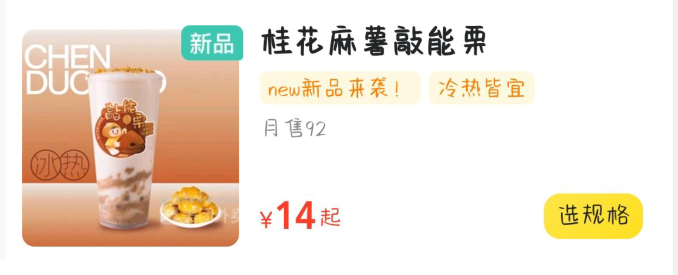 新品
CHEN
DUO
冰热
桂花麻薯敲能栗
new新品来袭！
冷热皆宜
月售92
¥14起
选规格